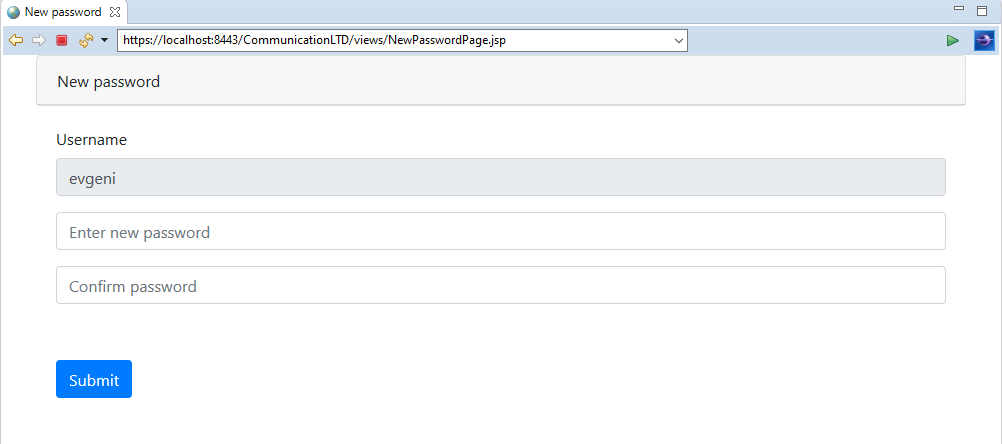 New password
https://localhost:8443/CommunicationLTD/views/NewPasswordPage.jsp
New password
Username
evgeni
Enter new password
Confirm password
Submit